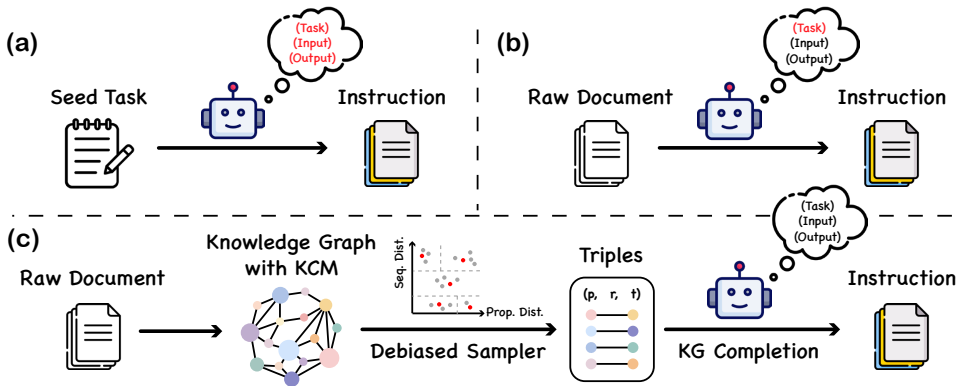 (a)
(Task)
(Input)
(Output)
Seed Task
Instruction
(b)
(Task)
(Input)
(Output)
Raw Document
Instruction
(c)
Raw Document
Knowledge Graph
with KCM
Seq. Dist.
Prop. Dist.
Debiased Sampler
Triples
(p, r, t)
(Task)
(Input)
(Output)
KG Completion
Instruction